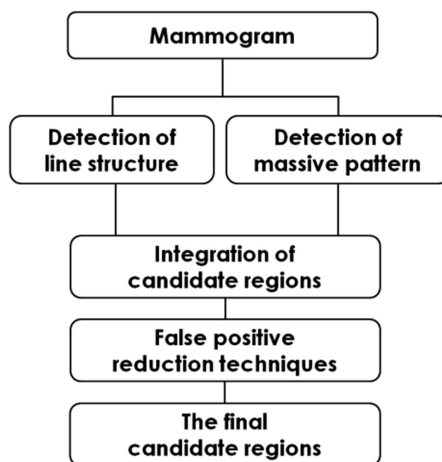 Mammogram
Detection of
line structure
Detection of
massive pattern
Integration of
candidate regions
False positive
reduction techniques
The final
candidate regions